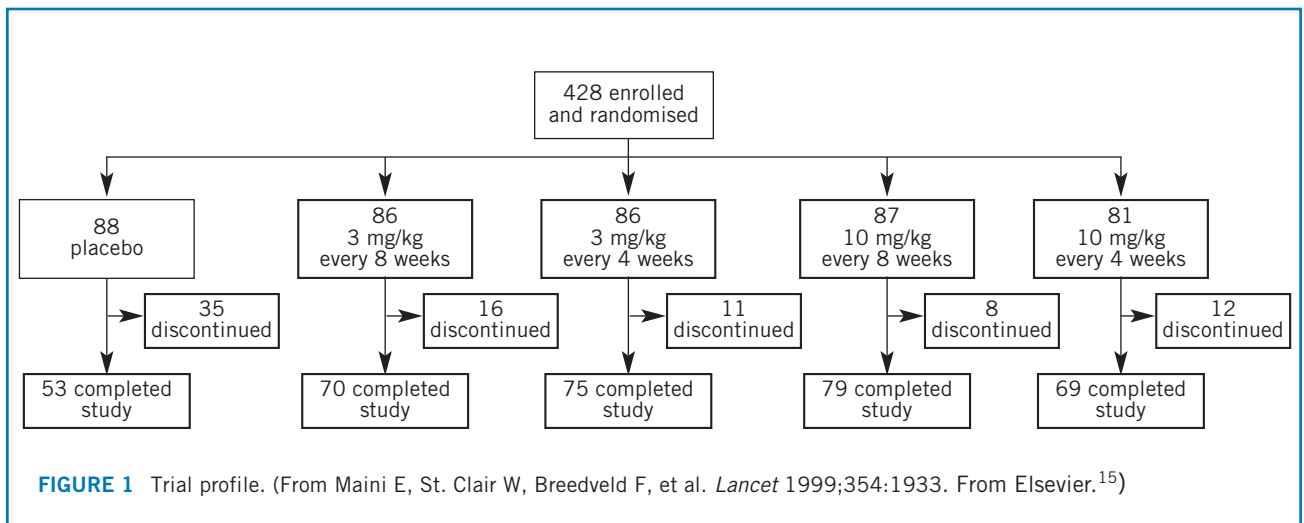 428 enrolled
and randomised
88
placebo
86
3 mg/kg
every 8 weeks
86
3 mg/kg
every 4 weeks
87
10 mg/kg
every 8 weeks
81
10 mg/kg
every 4 weeks
35
discontinued
16
discontinued
11
discontinued
8
discontinued
12
discontinued
53 completed
study
70 completed
study
75 completed
study
79 completed
study
69 completed
study
FIGURE 1 Trial profile. (From Maini E, St. Clair W, Breedveld F, et al. Lancet 1999;354:1933. From Elsevier.15)